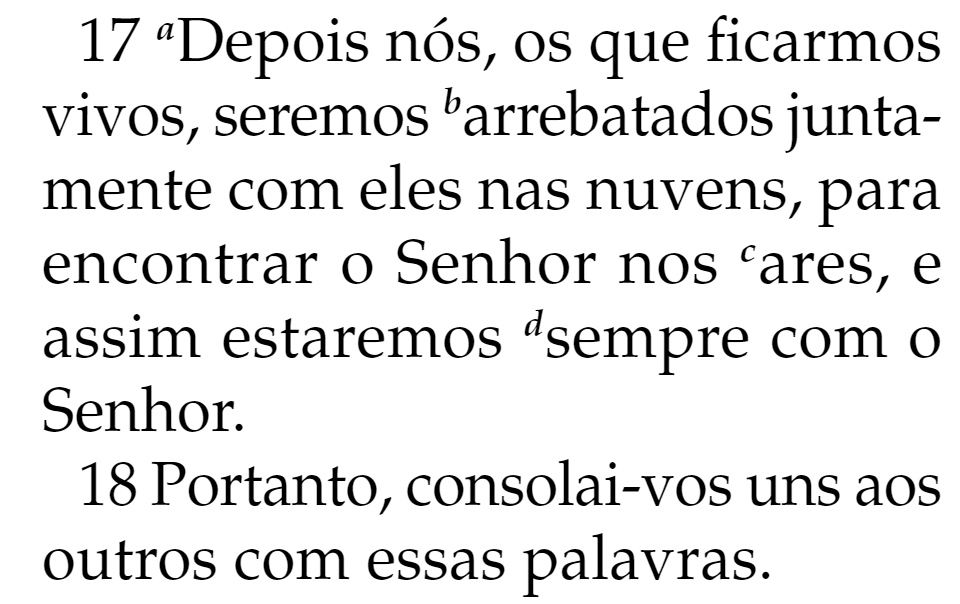 17 ᵃDepois nós, os que ficarmos
vivos, seremos ᵇarrebatados junta-
mente com eles nas nuvens, para
encontrar o Senhor nos ᶜares, e
assim estaremos ᵈsempre com o
Senhor.
18 Portanto, consolai-vos uns aos
outros com essas palavras.